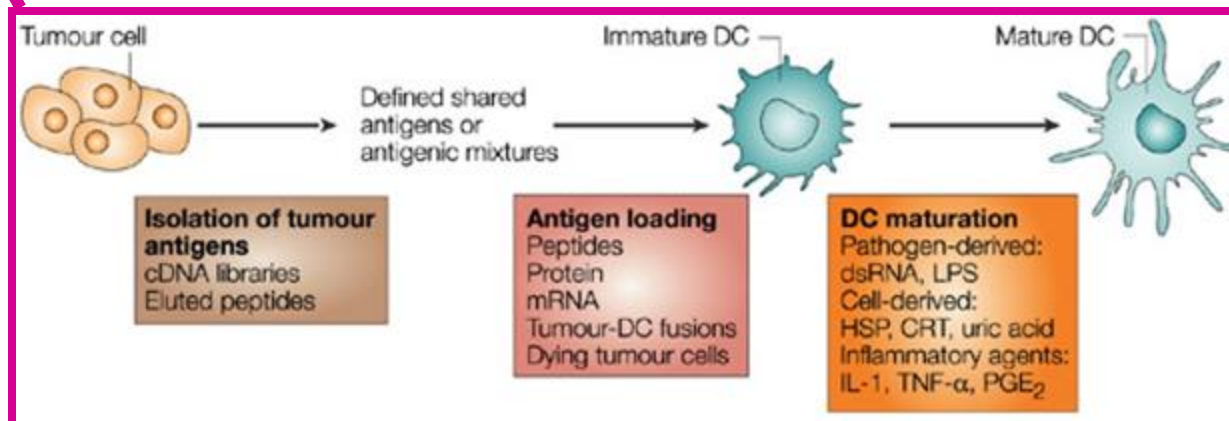 Tumour cell
Defined shared
antigens or
antigenic mixtures
Immature DC
Mature DC
Isolation of tumour
antigens
cDNA libraries
Eluted peptides
Antigen loading
Peptides
Protein
mRNA
Tumour-DC fusions
Dying tumour cells
DC maturation
Pathogen-derived:
dsRNA, LPS
Cell-derived:
HSP, CRT, uric acid
Inflammatory agents:
IL-1, TNF-α, PGE₂